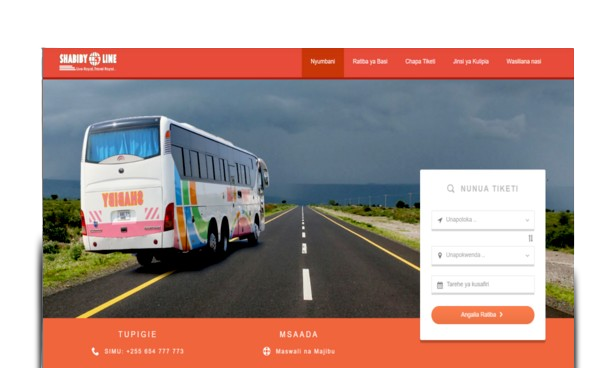 SHABIBY LINE
Nyumbani
Ratiba ya Basi
Chapa Tiketi
Jinsi ya Kulipia
Wasiliana nasi
SHABIBY
NUNUA TIKETI
Unapotoka ..
Unapokwenda ..
Tarehe ya kusafiri
Angalia Ratiba
TUPIGIE
MSAADA
SIMU: +255 654 777 773
Maswali na Majibu